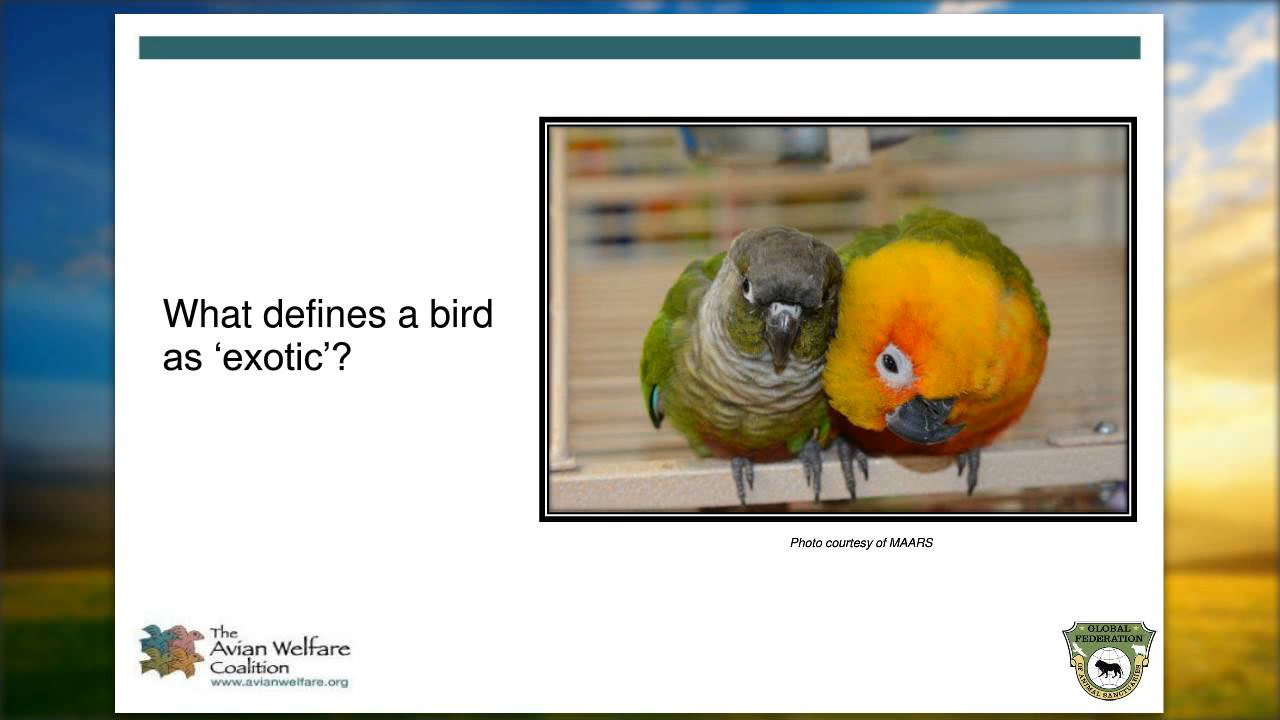 What defines a bird
as ‘exotic’?
Photo courtesy of MAARS
The
Avian Welfare
Coalition
www.avianwelfare.org
GLOBAL
FEDERATION
OF ANIMAL SANCTUARIES